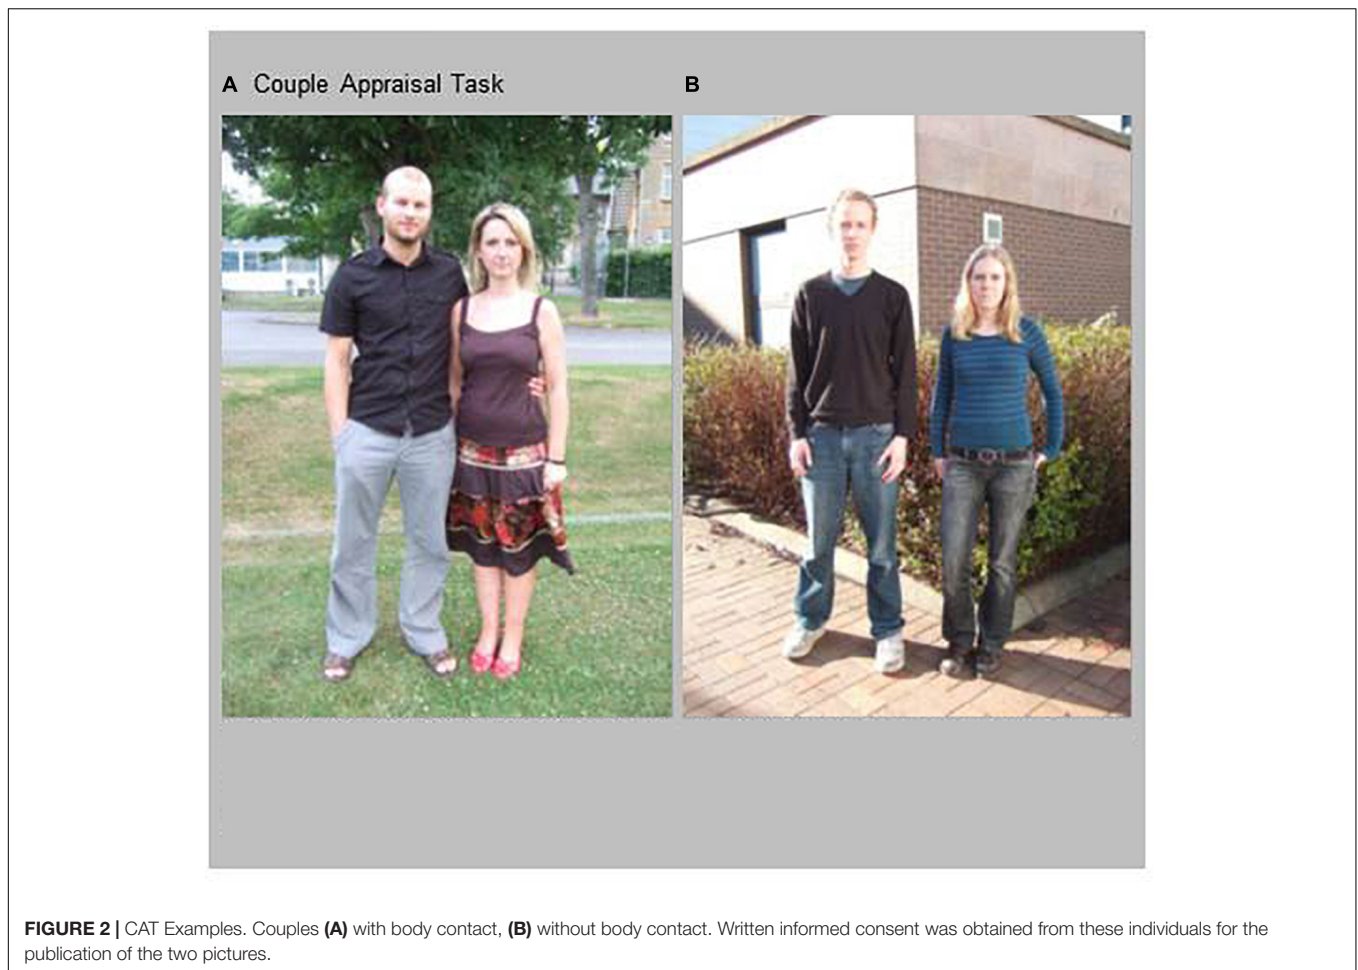 A Couple Appraisal Task B
FIGURE 2 | CAT Examples. Couples (A) with body contact, (B) without body contact. Written informed consent was obtained from these individuals for the
publication of the two pictures.